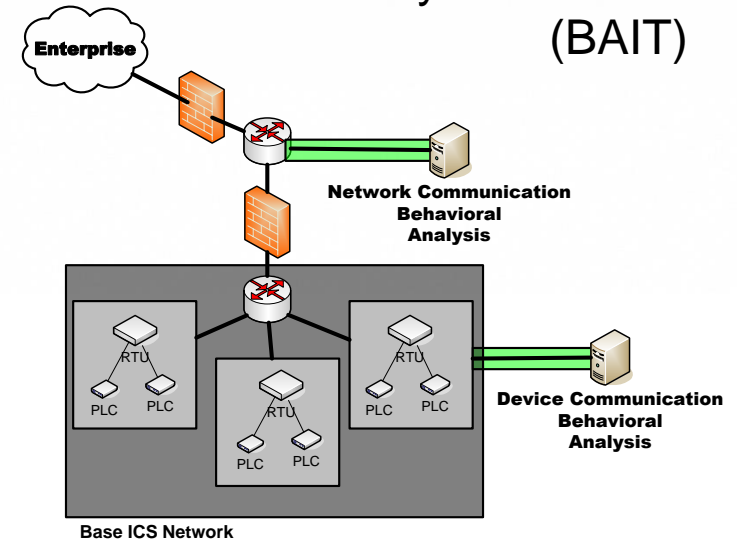 (BAIT)
Enterprise
Network Communication
Behavioral
Analysis
RTU
PLC
PLC
RTU
PLC
PLC
RTU
PLC
PLC
Device Communication
Behavioral
Analysis
Base ICS Network